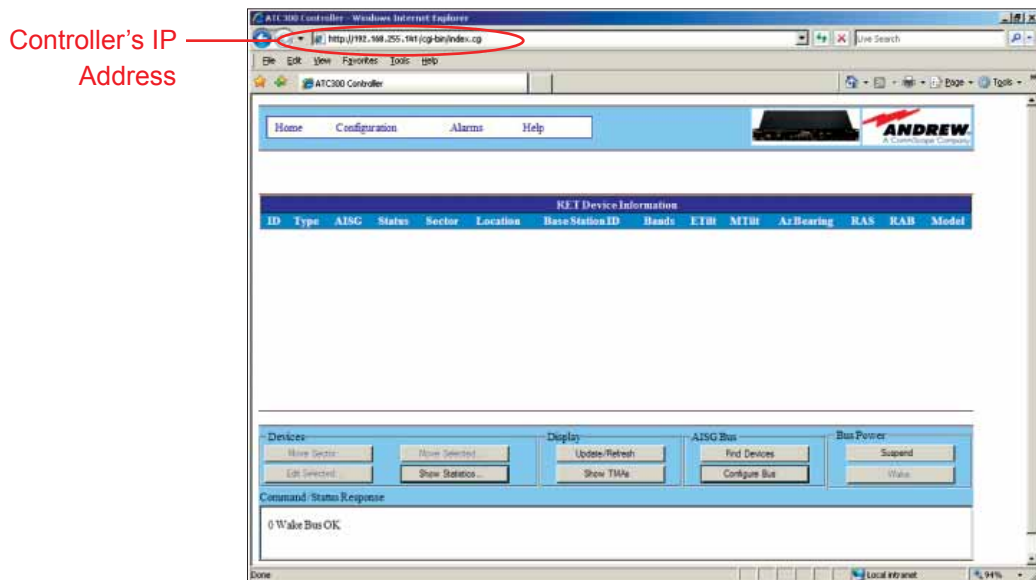 Controller's IP
Address
ATC300 Controller - Windows Internet Explorer
http://192.168.255.141/cgi-bin/index.cg
Live Search
File Edit View Favorites Tools Help
ATC300 Controller
Page Tools
Home Configuration Alarms Help
ANDREW.
A CommScope Company
RET Device Information
ID Type AISG Status Sector Location Base Station ID Bands ETilt MTilt Az Bearing RAS RAB Model
Devices Display AISG Bus Bus Power
Move Sector... Move Selected... Update/Refresh Find Devices Suspend
Edit Selected... Show Statistics... Show TMAs Configure Bus Wake
Command/Status Response
0 Wake Bus OK
Done Local intranet 94%